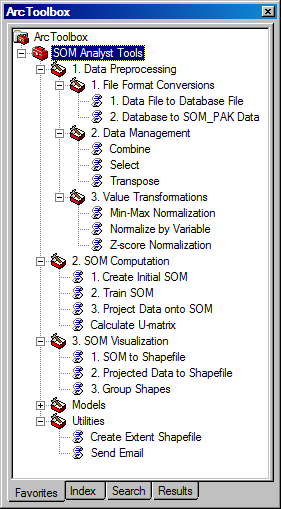 ArcToolbox
ArcToolbox
SOM Analyst Tools
1. Data Preprocessing
1. File Format Conversions
1. Data File to Database File
2. Database to SOM_PAK Data
2. Data Management
Combine
Select
Transpose
3. Value Transformations
Min-Max Normalization
Normalize by Variable
Z-score Normalization
2. SOM Computation
1. Create Initial SOM
2. Train SOM
3. Project Data onto SOM
Calculate U-matrix
3. SOM Visualization
1. SOM to Shapefile
2. Projected Data to Shapefile
3. Group Shapes
Models
Utilities
Create Extent Shapefile
Send Email
Favorites Index Search Results